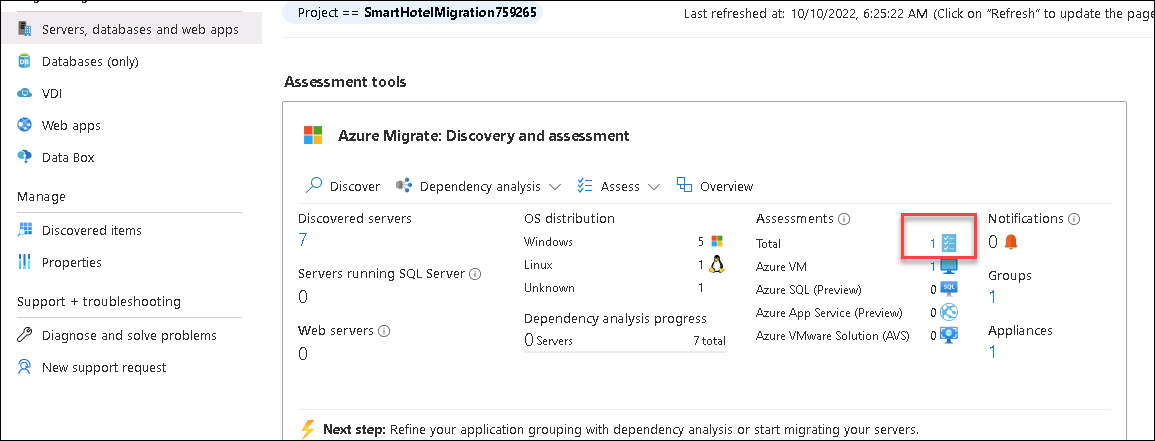 Project == SmartHotelMigration759265
Last refreshed at: 10/10/2022, 6:25:22 AM (Click on “Refresh” to update the page
Servers, databases and web apps
Databases (only)
VDI
Web apps
Data Box
Manage
Discovered items
Properties
Support + troubleshooting
Diagnose and solve problems
New support request
Assessment tools
Azure Migrate: Discovery and assessment
Discover
Dependency analysis
Assess
Overview
Discovered servers
7
Servers running SQL Server
0
Web servers
0
OS distribution
Windows 5
Linux 1
Unknown 1
Dependency analysis progress
0 Servers 7 total
Assessments
Total 1
Azure VM 1
Azure SQL (Preview) 0
SQL
Azure App Service (Preview) 0
Azure VMware Solution (AVS) 0
Notifications
0
Groups
1
Appliances
1
Next step: Refine your application grouping with dependency analysis or start migrating your servers.